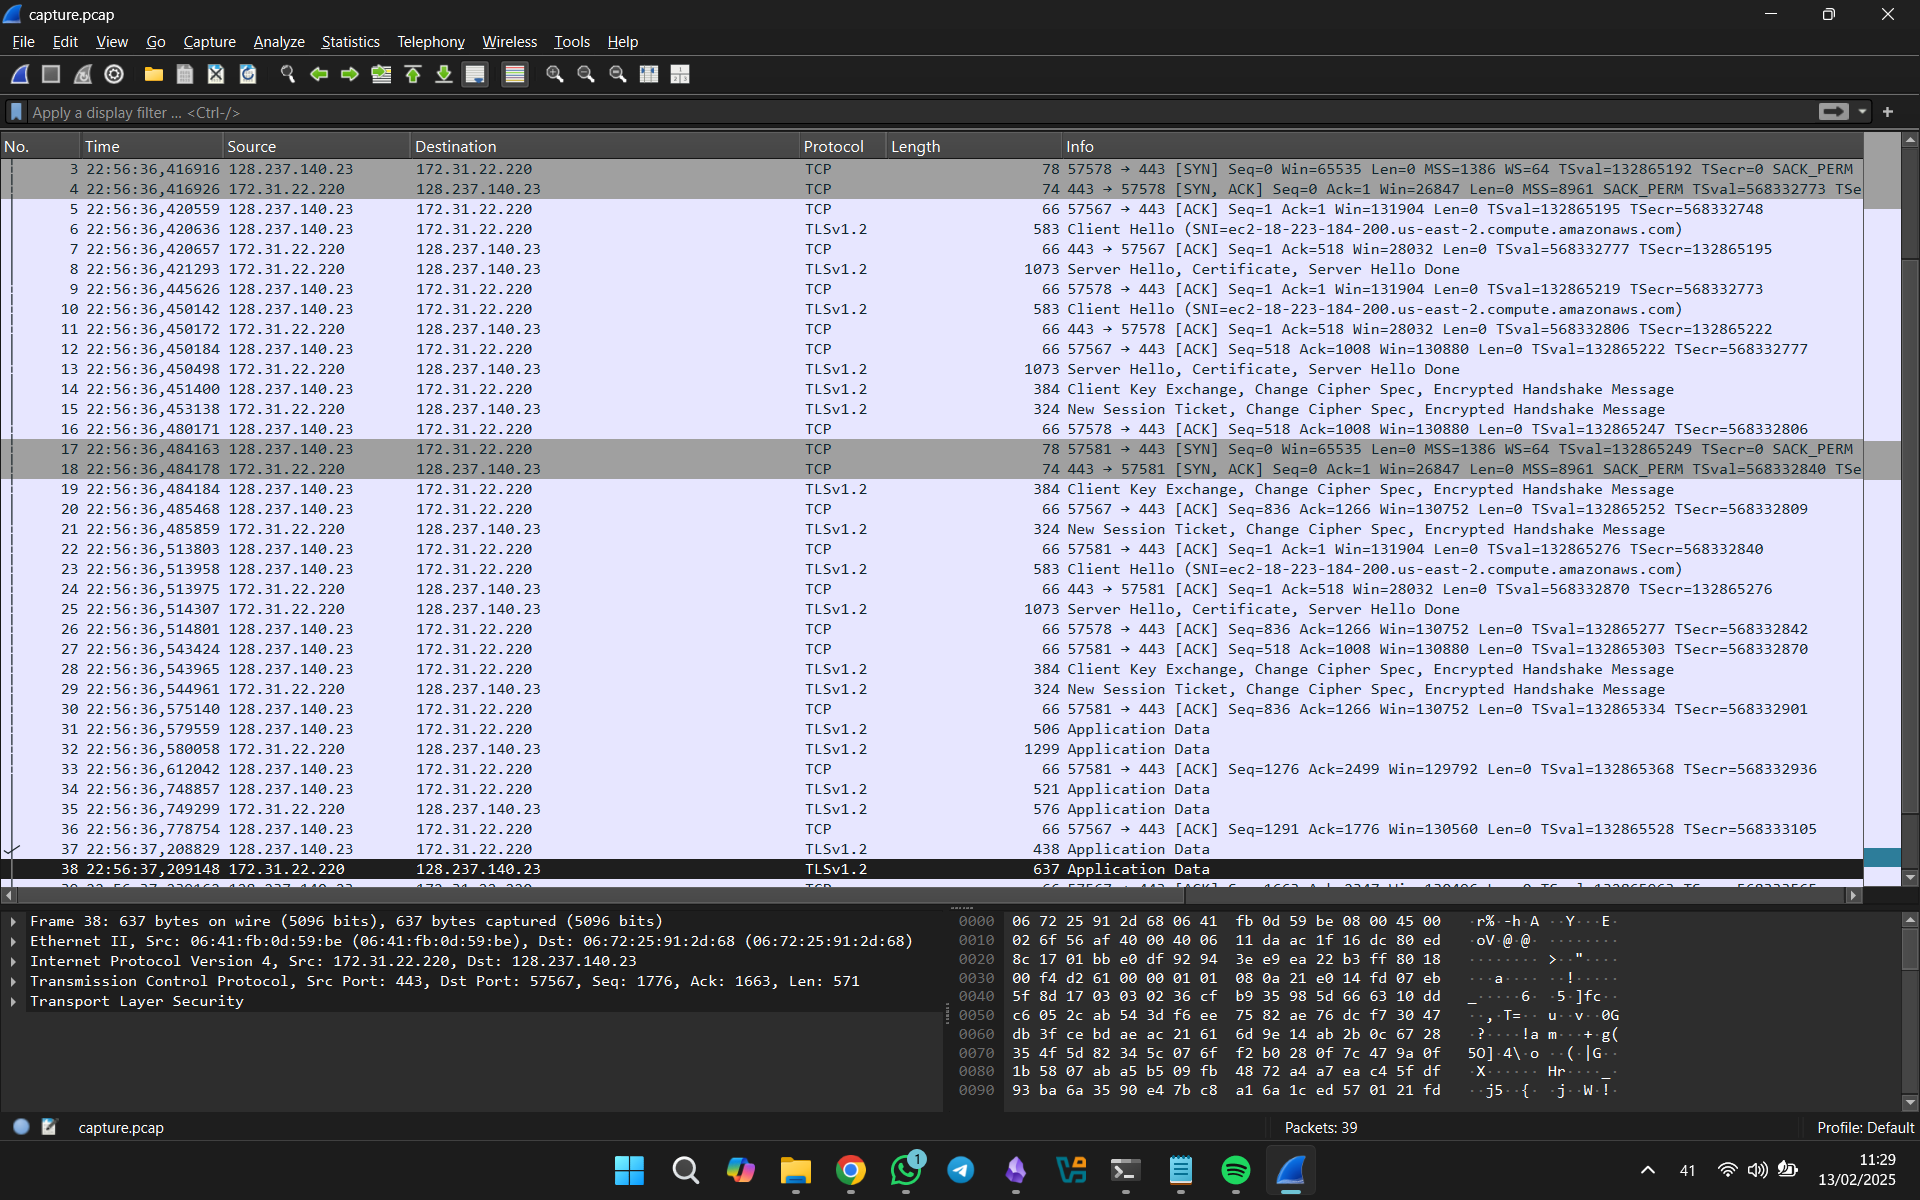 capture.pcap
File Edit View Go Capture Analyze Statistics Telephony Wireless Tools Help
Apply a display filter ... <Ctrl-/>
No. Time Source Destination Protocol Length Info
3 22:56:36,416916 128.237.140.23 172.31.22.220 TCP 78 57578 → 443 [SYN] Seq=0 Win=65535 Len=0 MSS=1386 WS=64 TSval=132865192 TSecr=0 SACK_PERM
4 22:56:36,416926 172.31.22.220 128.237.140.23 TCP 74 443 → 57578 [SYN, ACK] Seq=0 Ack=1 Win=26847 Len=0 MSS=8961 SACK_PERM TSval=568332773 TSe
5 22:56:36,420559 128.237.140.23 172.31.22.220 TCP 66 57567 → 443 [ACK] Seq=1 Ack=1 Win=131904 Len=0 TSval=132865195 TSecr=568332748
6 22:56:36,420636 128.237.140.23 172.31.22.220 TLSv1.2 583 Client Hello (SNI=ec2-18-223-184-200.us-east-2.compute.amazonaws.com)
7 22:56:36,420657 172.31.22.220 128.237.140.23 TCP 66 443 → 57567 [ACK] Seq=1 Ack=518 Win=28032 Len=0 TSval=568332777 TSecr=132865195
8 22:56:36,421293 172.31.22.220 128.237.140.23 TLSv1.2 1073 Server Hello, Certificate, Server Hello Done
9 22:56:36,445626 128.237.140.23 172.31.22.220 TCP 66 57578 → 443 [ACK] Seq=1 Ack=1 Win=131904 Len=0 TSval=132865219 TSecr=568332773
10 22:56:36,450142 128.237.140.23 172.31.22.220 TLSv1.2 583 Client Hello (SNI=ec2-18-223-184-200.us-east-2.compute.amazonaws.com)
11 22:56:36,450172 172.31.22.220 128.237.140.23 TCP 66 443 → 57578 [ACK] Seq=1 Ack=518 Win=28032 Len=0 TSval=568332806 TSecr=132865222
12 22:56:36,450184 128.237.140.23 172.31.22.220 TCP 66 57567 → 443 [ACK] Seq=518 Ack=1008 Win=130880 Len=0 TSval=132865222 TSecr=568332777
13 22:56:36,450498 172.31.22.220 128.237.140.23 TLSv1.2 1073 Server Hello, Certificate, Server Hello Done
14 22:56:36,451400 128.237.140.23 172.31.22.220 TLSv1.2 384 Client Key Exchange, Change Cipher Spec, Encrypted Handshake Message
15 22:56:36,453138 172.31.22.220 128.237.140.23 TLSv1.2 324 New Session Ticket, Change Cipher Spec, Encrypted Handshake Message
16 22:56:36,480171 128.237.140.23 172.31.22.220 TCP 66 57578 → 443 [ACK] Seq=518 Ack=1008 Win=130880 Len=0 TSval=132865247 TSecr=568332806
17 22:56:36,484163 128.237.140.23 172.31.22.220 TCP 78 57581 → 443 [SYN] Seq=0 Win=65535 Len=0 MSS=1386 WS=64 TSval=132865249 TSecr=0 SACK_PERM
18 22:56:36,484178 172.31.22.220 128.237.140.23 TCP 74 443 → 57581 [SYN, ACK] Seq=0 Ack=1 Win=26847 Len=0 MSS=8961 SACK_PERM TSval=568332840 TSe
19 22:56:36,484184 128.237.140.23 172.31.22.220 TLSv1.2 384 Client Key Exchange, Change Cipher Spec, Encrypted Handshake Message
20 22:56:36,485468 128.237.140.23 172.31.22.220 TCP 66 57567 → 443 [ACK] Seq=836 Ack=1266 Win=130752 Len=0 TSval=132865252 TSecr=568332809
21 22:56:36,485859 172.31.22.220 128.237.140.23 TLSv1.2 324 New Session Ticket, Change Cipher Spec, Encrypted Handshake Message
22 22:56:36,513803 128.237.140.23 172.31.22.220 TCP 66 57581 → 443 [ACK] Seq=1 Ack=1 Win=131904 Len=0 TSval=132865276 TSecr=568332840
23 22:56:36,513958 128.237.140.23 172.31.22.220 TLSv1.2 583 Client Hello (SNI=ec2-18-223-184-200.us-east-2.compute.amazonaws.com)
24 22:56:36,513975 172.31.22.220 128.237.140.23 TCP 66 443 → 57581 [ACK] Seq=1 Ack=518 Win=28032 Len=0 TSval=568332870 TSecr=132865276
25 22:56:36,514307 172.31.22.220 128.237.140.23 TLSv1.2 1073 Server Hello, Certificate, Server Hello Done
26 22:56:36,514801 128.237.140.23 172.31.22.220 TCP 66 57578 → 443 [ACK] Seq=836 Ack=1266 Win=130752 Len=0 TSval=132865277 TSecr=568332842
27 22:56:36,543424 128.237.140.23 172.31.22.220 TCP 66 57581 → 443 [ACK] Seq=518 Ack=1008 Win=130880 Len=0 TSval=132865303 TSecr=568332870
28 22:56:36,543965 128.237.140.23 172.31.22.220 TLSv1.2 384 Client Key Exchange, Change Cipher Spec, Encrypted Handshake Message
29 22:56:36,544961 172.31.22.220 128.237.140.23 TLSv1.2 324 New Session Ticket, Change Cipher Spec, Encrypted Handshake Message
30 22:56:36,575140 128.237.140.23 172.31.22.220 TCP 66 57581 → 443 [ACK] Seq=836 Ack=1266 Win=130752 Len=0 TSval=132865334 TSecr=568332901
31 22:56:36,579559 128.237.140.23 172.31.22.220 TLSv1.2 506 Application Data
32 22:56:36,580058 172.31.22.220 128.237.140.23 TLSv1.2 1299 Application Data
33 22:56:36,612042 128.237.140.23 172.31.22.220 TCP 66 57581 → 443 [ACK] Seq=1276 Ack=2499 Win=129792 Len=0 TSval=132865368 TSecr=568332936
34 22:56:36,748857 128.237.140.23 172.31.22.220 TLSv1.2 521 Application Data
35 22:56:36,749299 172.31.22.220 128.237.140.23 TLSv1.2 576 Application Data
36 22:56:36,778754 128.237.140.23 172.31.22.220 TCP 66 57567 → 443 [ACK] Seq=1291 Ack=1776 Win=130560 Len=0 TSval=132865528 TSecr=568333105
37 22:56:37,208829 128.237.140.23 172.31.22.220 TLSv1.2 438 Application Data
38 22:56:37,209148 172.31.22.220 128.237.140.23 TLSv1.2 637 Application Data
Frame 38: 637 bytes on wire (5096 bits), 637 bytes captured (5096 bits)
Ethernet II, Src: 06:41:fb:0d:59:be (06:41:fb:0d:59:be), Dst: 06:72:25:91:2d:68 (06:72:25:91:2d:68)
Internet Protocol Version 4, Src: 172.31.22.220, Dst: 128.237.140.23
Transmission Control Protocol, Src Port: 443, Dst Port: 57567, Seq: 1776, Ack: 1663, Len: 571
Transport Layer Security
0000 06 72 25 91 2d 68 06 41 fb 0d 59 be 08 00 45 00 ·r%·-h·A ··Y···E·
0010 02 6f 56 af 40 00 40 06 11 da ac 1f 16 dc 80 ed ·oV·@·@· ········
0020 8c 17 01 bb e0 df 92 94 3e e9 ea 22 b3 ff 80 18 ········ >··"····
0030 00 f4 d2 61 00 00 01 01 08 0a 21 e0 14 fd 07 eb ···a···· ··!·····
0040 5f 8d 17 03 03 02 36 cf b9 35 98 5d 66 63 10 dd _·····6· ·5·]fc··
0050 c6 05 2c ab 54 3d f6 ee 75 82 ae 76 dc f7 30 47 ··,·T=·· u··v··0G
0060 db 3f ce bd ae ac 21 61 6d 9e 14 ab 2b 0c 67 28 ·?····!a m···+·g(
0070 35 4f 5d 82 34 5c 07 6f f2 b0 28 0f 7c 47 9a 0f 5O]·4\·o ··(·|G··
0080 1b 58 07 ab a5 b5 09 fb 48 72 a4 a7 ea c4 5f df ·X······ Hr····_·
0090 93 ba 6a 35 90 e4 7b c8 a1 6a 1c ed 57 01 21 fd ··j5··{· ·j··W·!·
capture.pcap Packets: 39 Profile: Default
1
41
11:29
13/02/2025